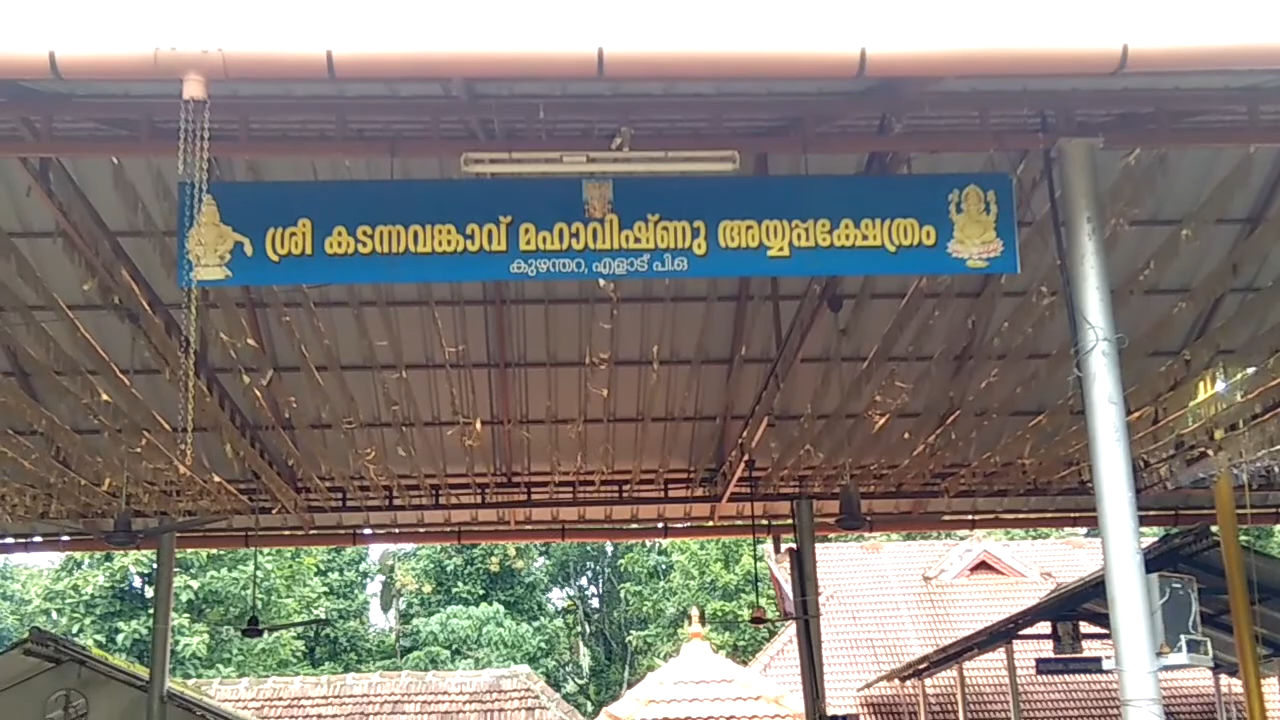 ശ്രീ കടന്നവങ്കാവ് മഹാവിഷ്ണു അയ്യപ്പക്ഷേത്രം
കുഴന്തറ, എളാട് പി.ഒ